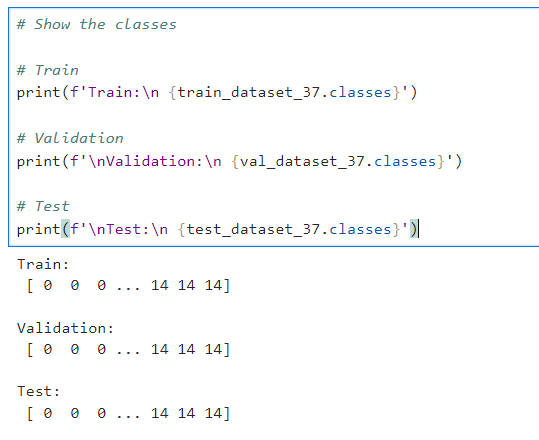 # Show the classes
# Train
print(f'Train:\n {train_dataset_37.classes}')
# Validation
print(f'\nValidation:\n {val_dataset_37.classes}')
# Test
print(f'\nTest:\n {test_dataset_37.classes}')
Train:
[ 0  0  0 ... 14 14 14]
Validation:
[ 0  0  0 ... 14 14 14]
Test:
[ 0  0  0 ... 14 14 14]